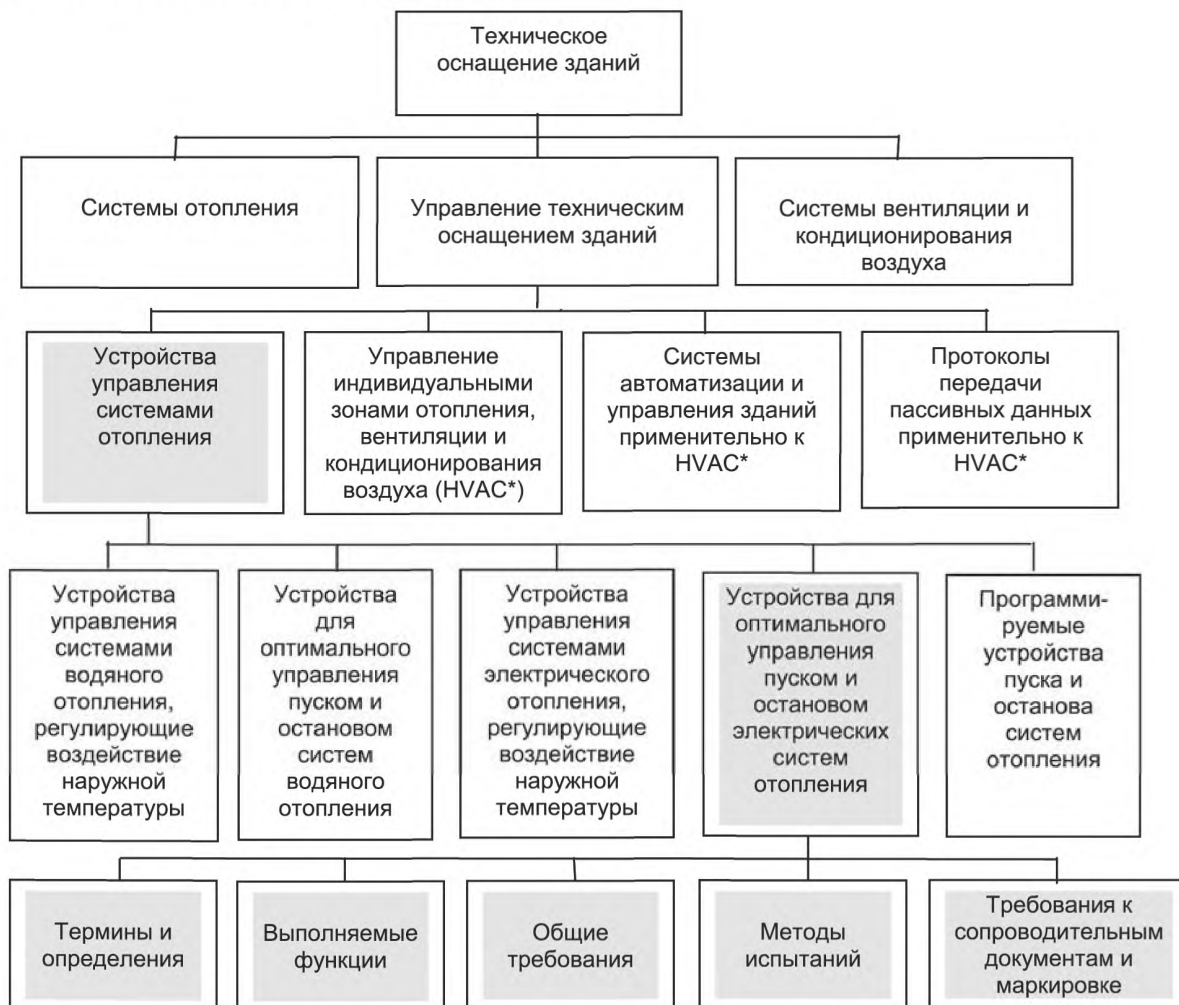 Техническое
оснащение зданий
Системы отопления
Управление техническим
оснащением зданий
Системы вентиляции и
кондиционирования
воздуха
Устройства
управления
системами
отопления
Управление
индивидуальными
зонами отопления,
вентиляции и
кондиционирования
воздуха (HVAC*)
Системы
автоматизации и
управления зданий
применительно к
HVAC*
Протоколы
передачи
пассивных данных
применительно к
HVAC*
Устройства
управления
системами
водяного
отопления,
регулирующие
воздействие
наружной
температуры
Устройства
для
оптимального
управления
пуском и
остановом
систем
водяного
отопления
Устройства
управления
системами
электрического
отопления,
регулирующие
воздействие
наружной
температуры
Устройства для
оптимального
управления
пуском и
остановом
электрических
систем
отопления
Программи-
руемые
устройства
пуска и
останова
систем
отопления
Термины и
определения
Выполняемые
функции
Общие
требования
Методы
испытаний
Требования к
сопроводительным
документам и
маркировке